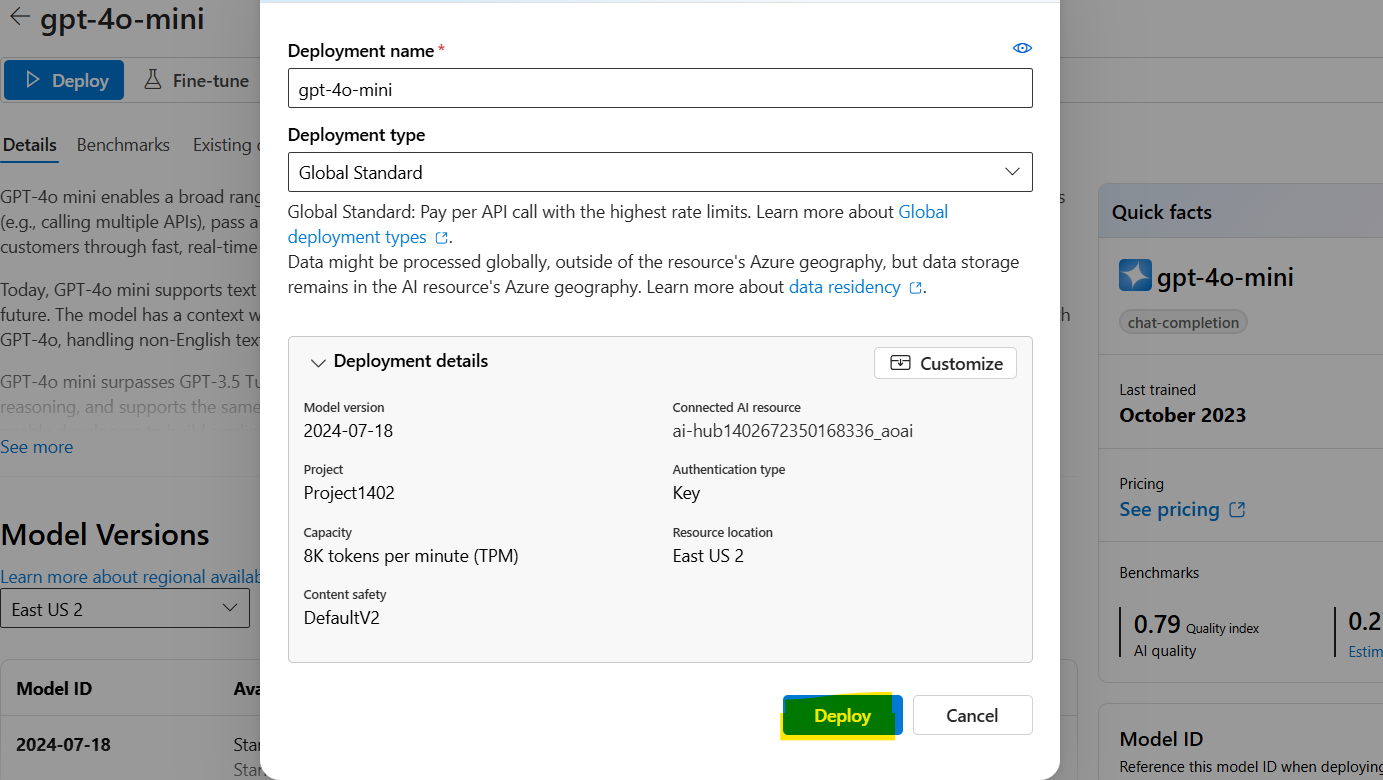 gpt-4o-mini
Deploy
Fine-tune
Details
Benchmarks
Existing
GPT-4o mini enables a broad rang
(e.g., calling multiple APIs), pass a
customers through fast, real-time
Today, GPT-4o mini supports text
future. The model has a context w
GPT-4o, handling non-English tex
GPT-4o mini surpasses GPT-3.5 Tu
reasoning, and supports the same
See more
Model Versions
Learn more about regional availab
East US 2
Model ID
Ava
2024-07-18
Star
Star
Deployment name *
gpt-4o-mini
Deployment type
Global Standard
Global Standard: Pay per API call with the highest rate limits. Learn more about Global
deployment types .
Data might be processed globally, outside of the resource's Azure geography, but data storage
remains in the AI resource's Azure geography. Learn more about data residency .
Deployment details
Customize
Model version
2024-07-18
Connected AI resource
ai-hub1402672350168336_aoai
Project
Project1402
Authentication type
Key
Capacity
8K tokens per minute (TPM)
Resource location
East US 2
Content safety
DefaultV2
Deploy
Cancel
Quick facts
gpt-4o-mini
chat-completion
Last trained
October 2023
Pricing
See pricing
Benchmarks
0.79 Quality index
AI quality
0.2
Estim
Model ID
Reference this model ID when deploying